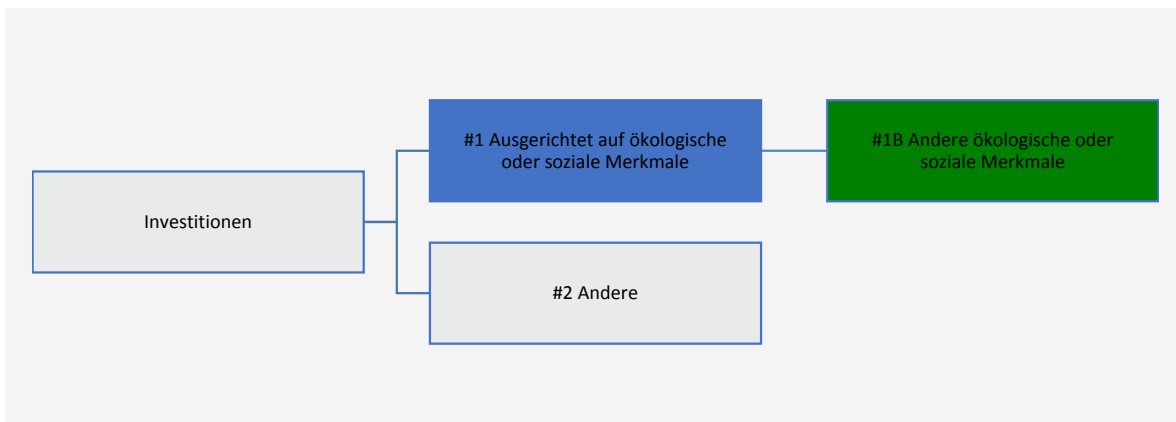 #1 Ausgerichtet auf ökologische
oder soziale Merkmale
#1B Andere ökologische oder
soziale Merkmale
Investitionen
#2 Andere